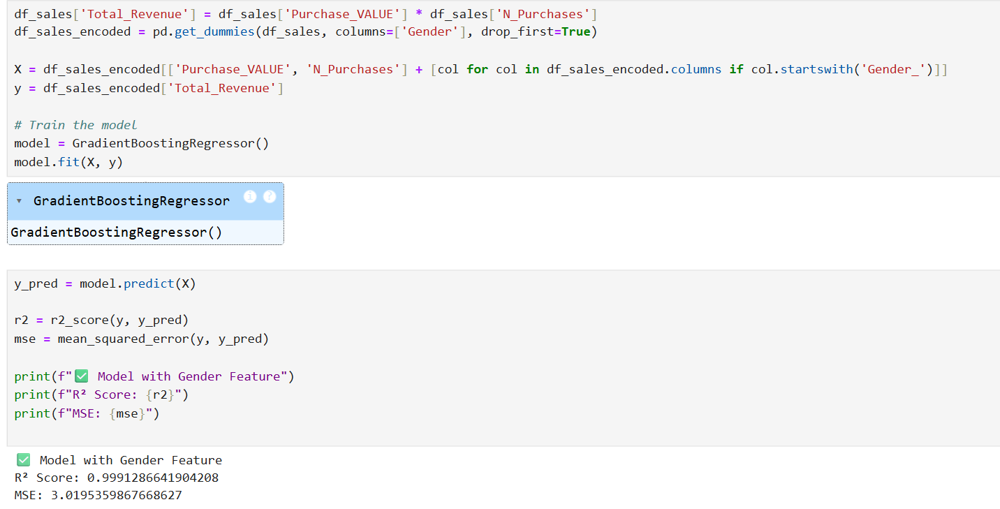 df_sales['Total_Revenue'] = df_sales['Purchase_VALUE'] * df_sales['N_Purchases']
df_sales_encoded = pd.get_dummies(df_sales, columns=['Gender'], drop_first=True)
X = df_sales_encoded[['Purchase_VALUE', 'N_Purchases'] + [col for col in df_sales_encoded.columns if col.startswith('Gender_')]]
y = df_sales_encoded['Total_Revenue']
# Train the model
model = GradientBoostingRegressor()
model.fit(X, y)
▾ GradientBoostingRegressor i ?
GradientBoostingRegressor()
y_pred = model.predict(X)
r2 = r2_score(y, y_pred)
mse = mean_squared_error(y, y_pred)
print(f"✅ Model with Gender Feature")
print(f"R² Score: {r2}")
print(f"MSE: {mse}")
✅ Model with Gender Feature
R² Score: 0.9991286641904208
MSE: 3.0195359867668627